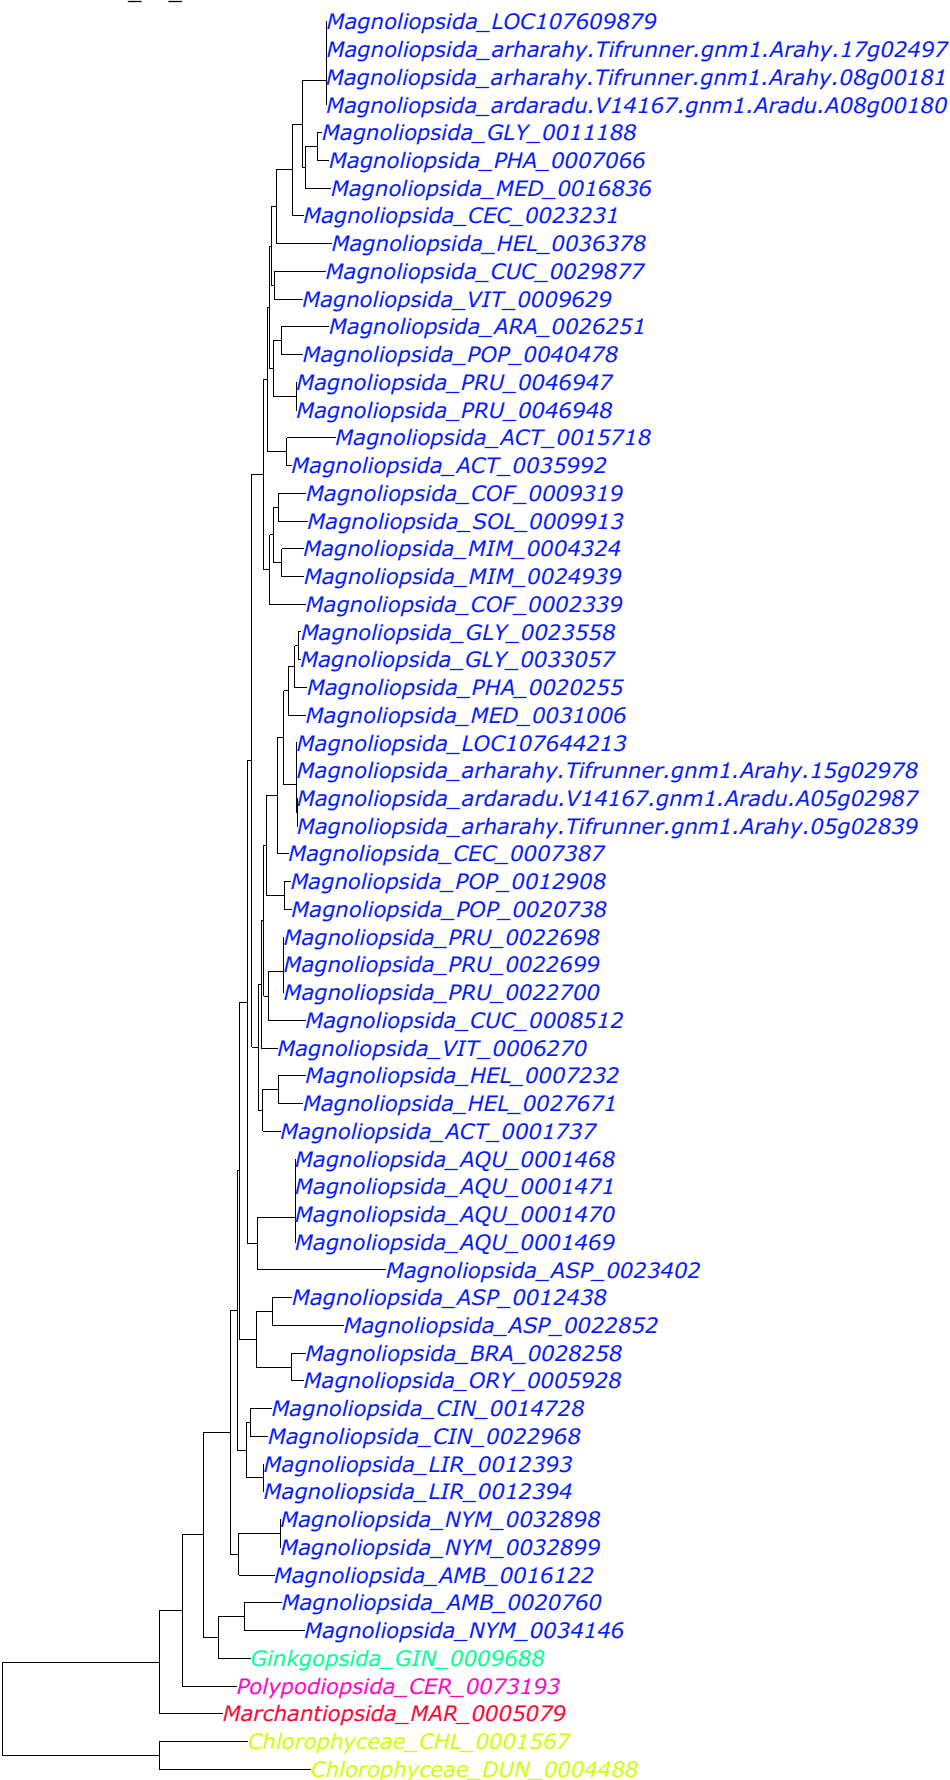 Magnoliopsida_LOC107609879
Magnoliopsida_arharahy.Tifrunner.gnm1.Arahy.17g02497
Magnoliopsida_arharahy.Tifrunner.gnm1.Arahy.08g00181
Magnoliopsida_ardaradu.V14167.gnm1.Aradu.A08g00180
Magnoliopsida_GLY_0011188
Magnoliopsida_PHA_0007066
Magnoliopsida_MED_0016836
Magnoliopsida_CEC_0023231
Magnoliopsida_HEL_0036378
Magnoliopsida_CUC_0029877
Magnoliopsida_VIT_0009629
Magnoliopsida_ARA_0026251
Magnoliopsida_POP_0040478
Magnoliopsida_PRU_0046947
Magnoliopsida_PRU_0046948
Magnoliopsida_ACT_0015718
Magnoliopsida_ACT_0035992
Magnoliopsida_COF_0009319
Magnoliopsida_SOL_0009913
Magnoliopsida_MIM_0004324
Magnoliopsida_MIM_0024939
Magnoliopsida_COF_0002339
Magnoliopsida_GLY_0023558
Magnoliopsida_GLY_0033057
Magnoliopsida_PHA_0020255
Magnoliopsida_MED_0031006
Magnoliopsida_LOC107644213
Magnoliopsida_arharahy.Tifrunner.gnm1.Arahy.15g02978
Magnoliopsida_ardaradu.V14167.gnm1.Aradu.A05g02987
Magnoliopsida_arharahy.Tifrunner.gnm1.Arahy.05g02839
Magnoliopsida_CEC_0007387
Magnoliopsida_POP_0012908
Magnoliopsida_POP_0020738
Magnoliopsida_PRU_0022698
Magnoliopsida_PRU_0022699
Magnoliopsida_PRU_0022700
Magnoliopsida_CUC_0008512
Magnoliopsida_VIT_0006270
Magnoliopsida_HEL_0007232
Magnoliopsida_HEL_0027671
Magnoliopsida_ACT_0001737
Magnoliopsida_AQU_0001468
Magnoliopsida_AQU_0001471
Magnoliopsida_AQU_0001470
Magnoliopsida_AQU_0001469
Magnoliopsida_ASP_0023402
Magnoliopsida_ASP_0012438
Magnoliopsida_ASP_0022852
Magnoliopsida_BRA_0028258
Magnoliopsida_ORY_0005928
Magnoliopsida_CIN_0014728
Magnoliopsida_CIN_0022968
Magnoliopsida_LIR_0012393
Magnoliopsida_LIR_0012394
Magnoliopsida_NYM_0032898
Magnoliopsida_NYM_0032899
Magnoliopsida_AMB_0016122
Magnoliopsida_AMB_0020760
Magnoliopsida_NYM_0034146
Ginkgopsida_GIN_0009688
Polypodiopsida_CER_0073193
Marchantiopsida_MAR_0005079
Chlorophyceae_CHL_0001567
Chlorophyceae_DUN_0004488